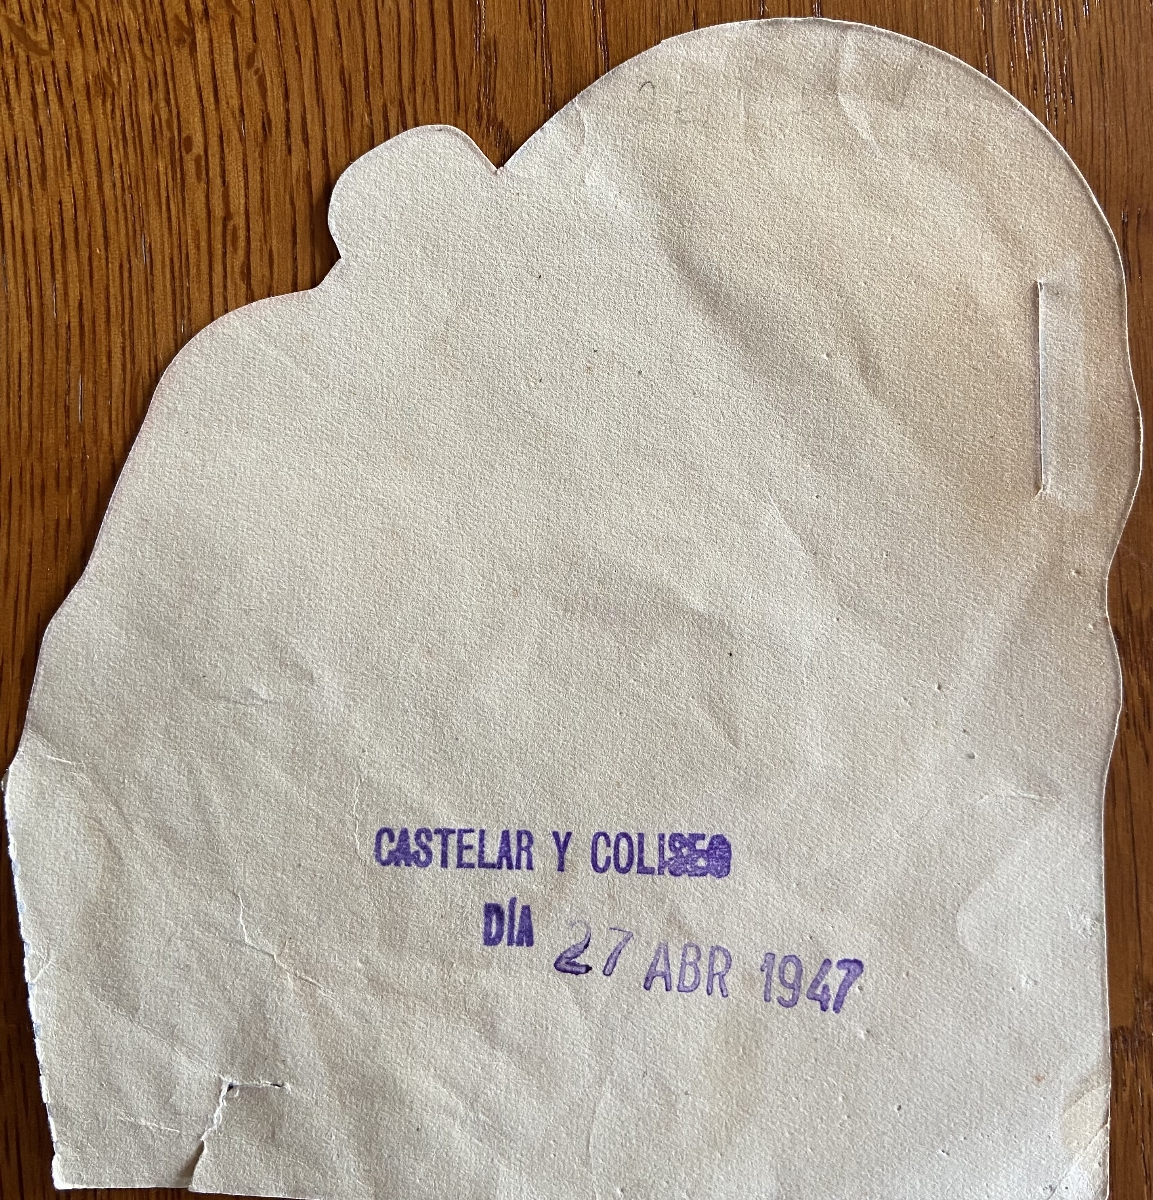 CASTELAR Y COLISEO
DÍA 27 ABR 1947